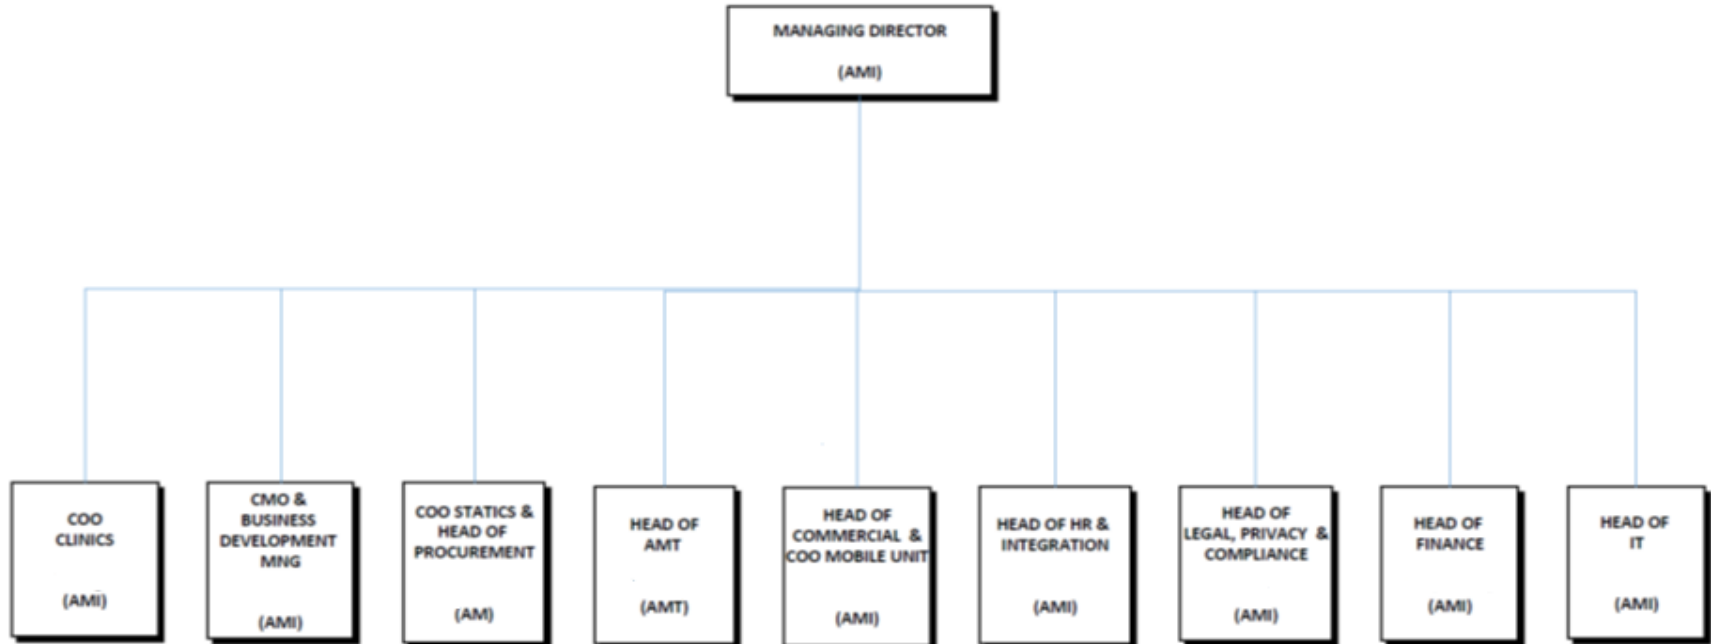 MANAGING DIRECTOR
(AMI)
COO
CLINICS
(AMI)
CMO &
BUSINESS
DEVELOPMENT
MNG
(AMI)
COO STATICS &
HEAD OF
PROCUREMENT
(AM)
HEAD OF
AMT
(AMT)
HEAD OF
COMMERCIAL &
COO MOBILE UNIT
(AMI)
HEAD OF HR &
INTEGRATION
(AMI)
HEAD OF
LEGAL, PRIVACY &
COMPLIANCE
(AMI)
HEAD OF
FINANCE
(AMI)
HEAD OF
IT
(AMI)